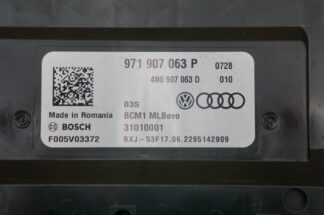 971 907 063 P 0728
4N0 907 063 D 010
03S
Made in Romania BCM1 MLBevo
BOSCH 31010001
F005V03372 BXJ-53F17.06.2295142909